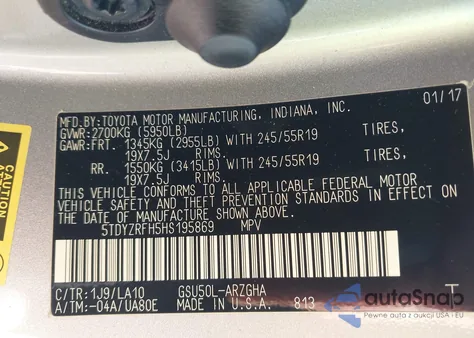 MFD.BY:TOYOTA MOTOR MANUFACTURING, INDIANA, INC. 01/17
GVWR:2700KG (5950LB)
GAWR:FRT. 1345KG (2955LB) WITH 245/55R19 TIRES,
19X7.5J RIMS.
RR. 1550KG (3415LB) WITH 245/55R19 TIRES,
19X7.5J RIMS.
THIS VEHICLE CONFORMS TO ALL APPLICABLE FEDERAL MOTOR
VEHICLE SAFETY AND THEFT PREVENTION STANDARDS IN EFFECT ON
THE DATE OF MANUFACTURE SHOWN ABOVE.
5TDYZRFH5HS195869 MPV
C/TR:1J9/LA10 GSU50L-ARZGHA T
A/TM:-04A/UA80E MADE IN U.S.A. 813
CAUTION
autoSnap
Pewne auta z aukcji USA i EU